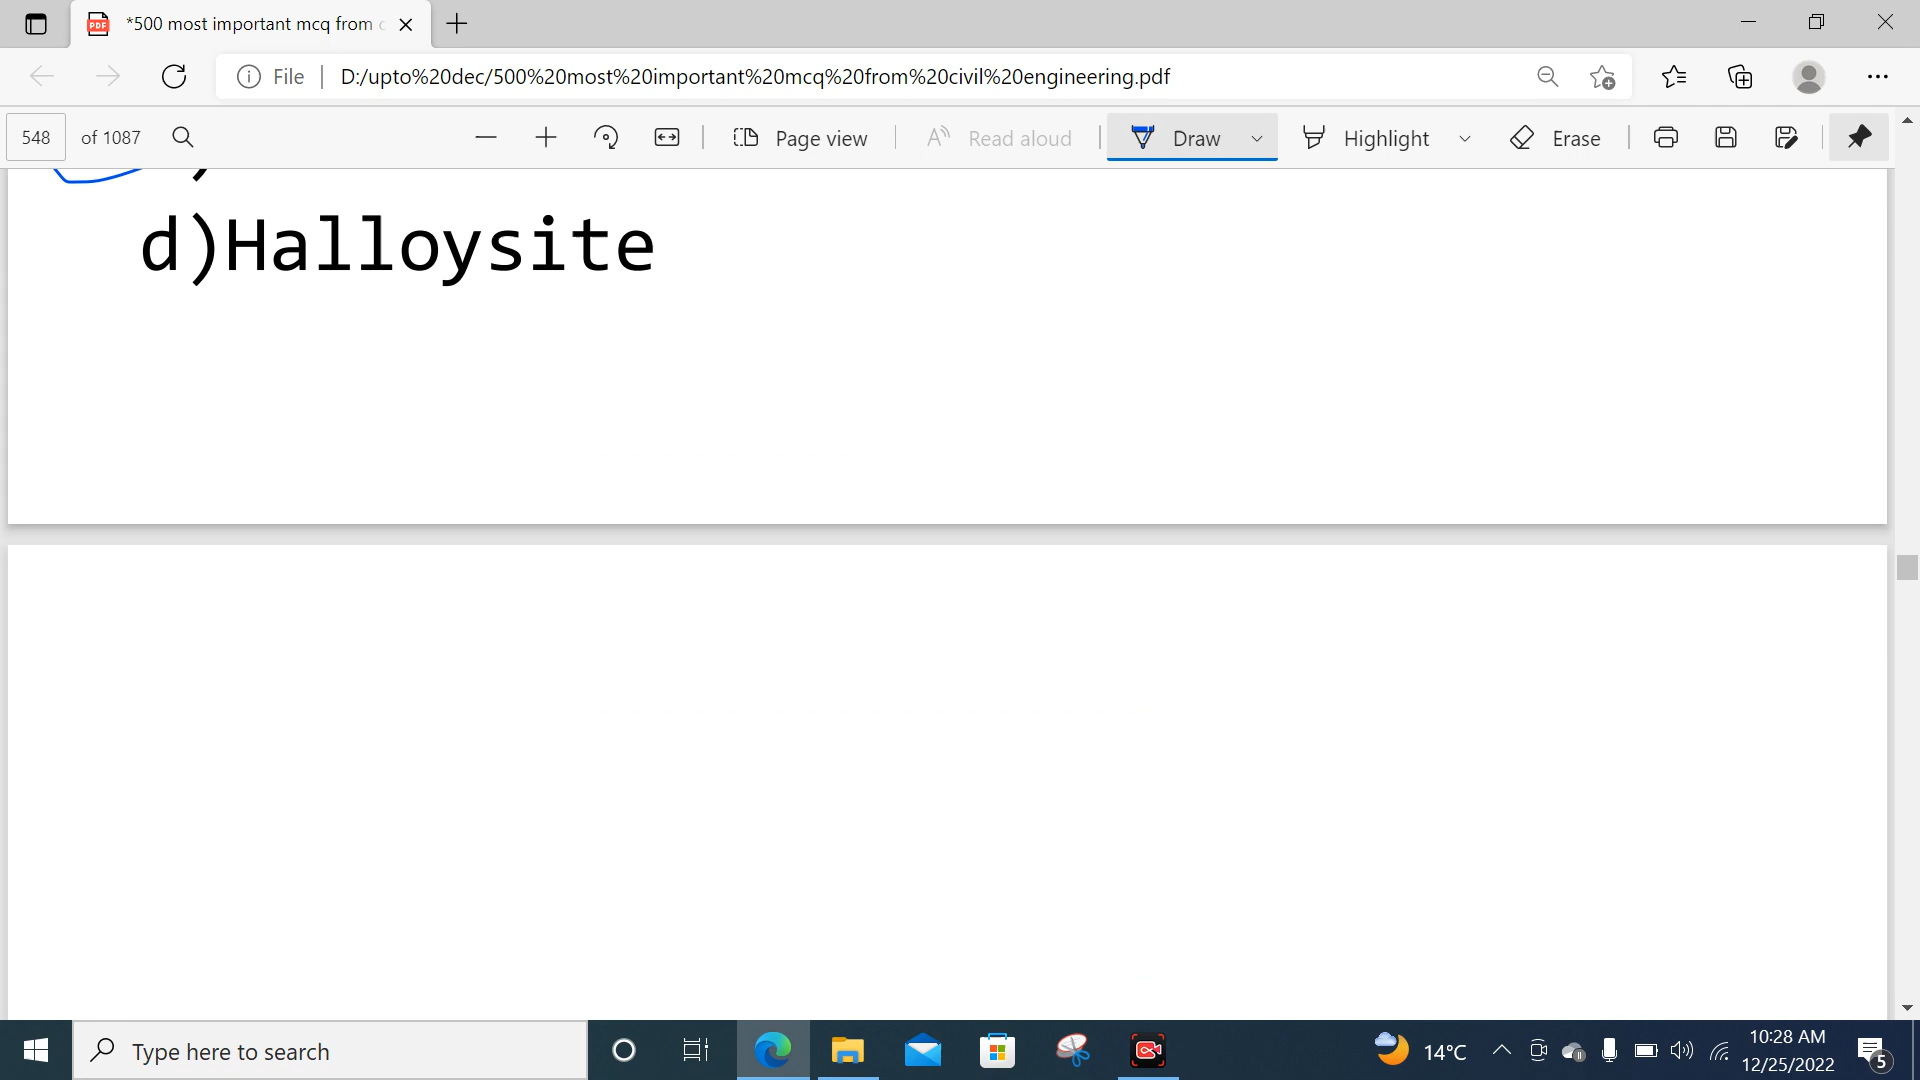 *500 most important mcq from c
File
D:/upto%20dec/500%20most%20important%20mcq%20from%20civil%20engineering.pdf
548 of 1087
Page view
Read aloud
Draw
Highlight
Erase
d)Halloysite
Type here to search
14°C
10:28 AM
12/25/2022
5